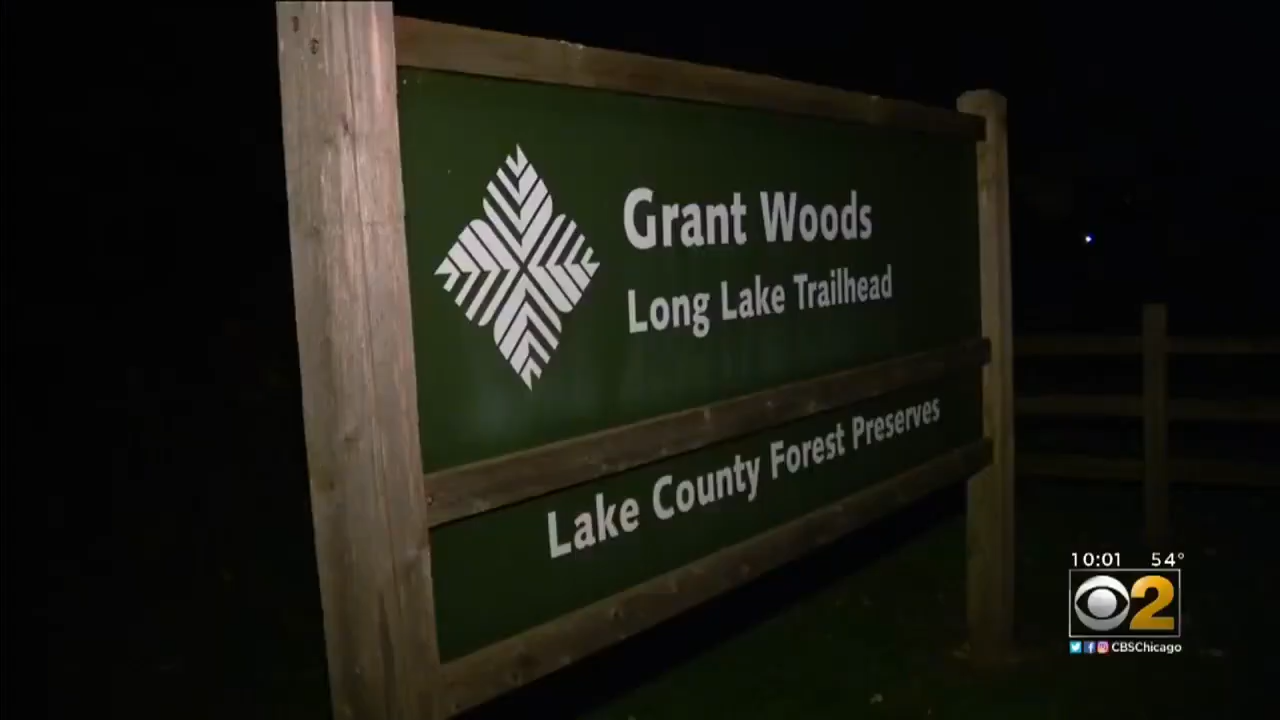 Grant Woods
Long Lake Trailhead
Lake County Forest Preserves
10:01 54°
2
CBSChicago